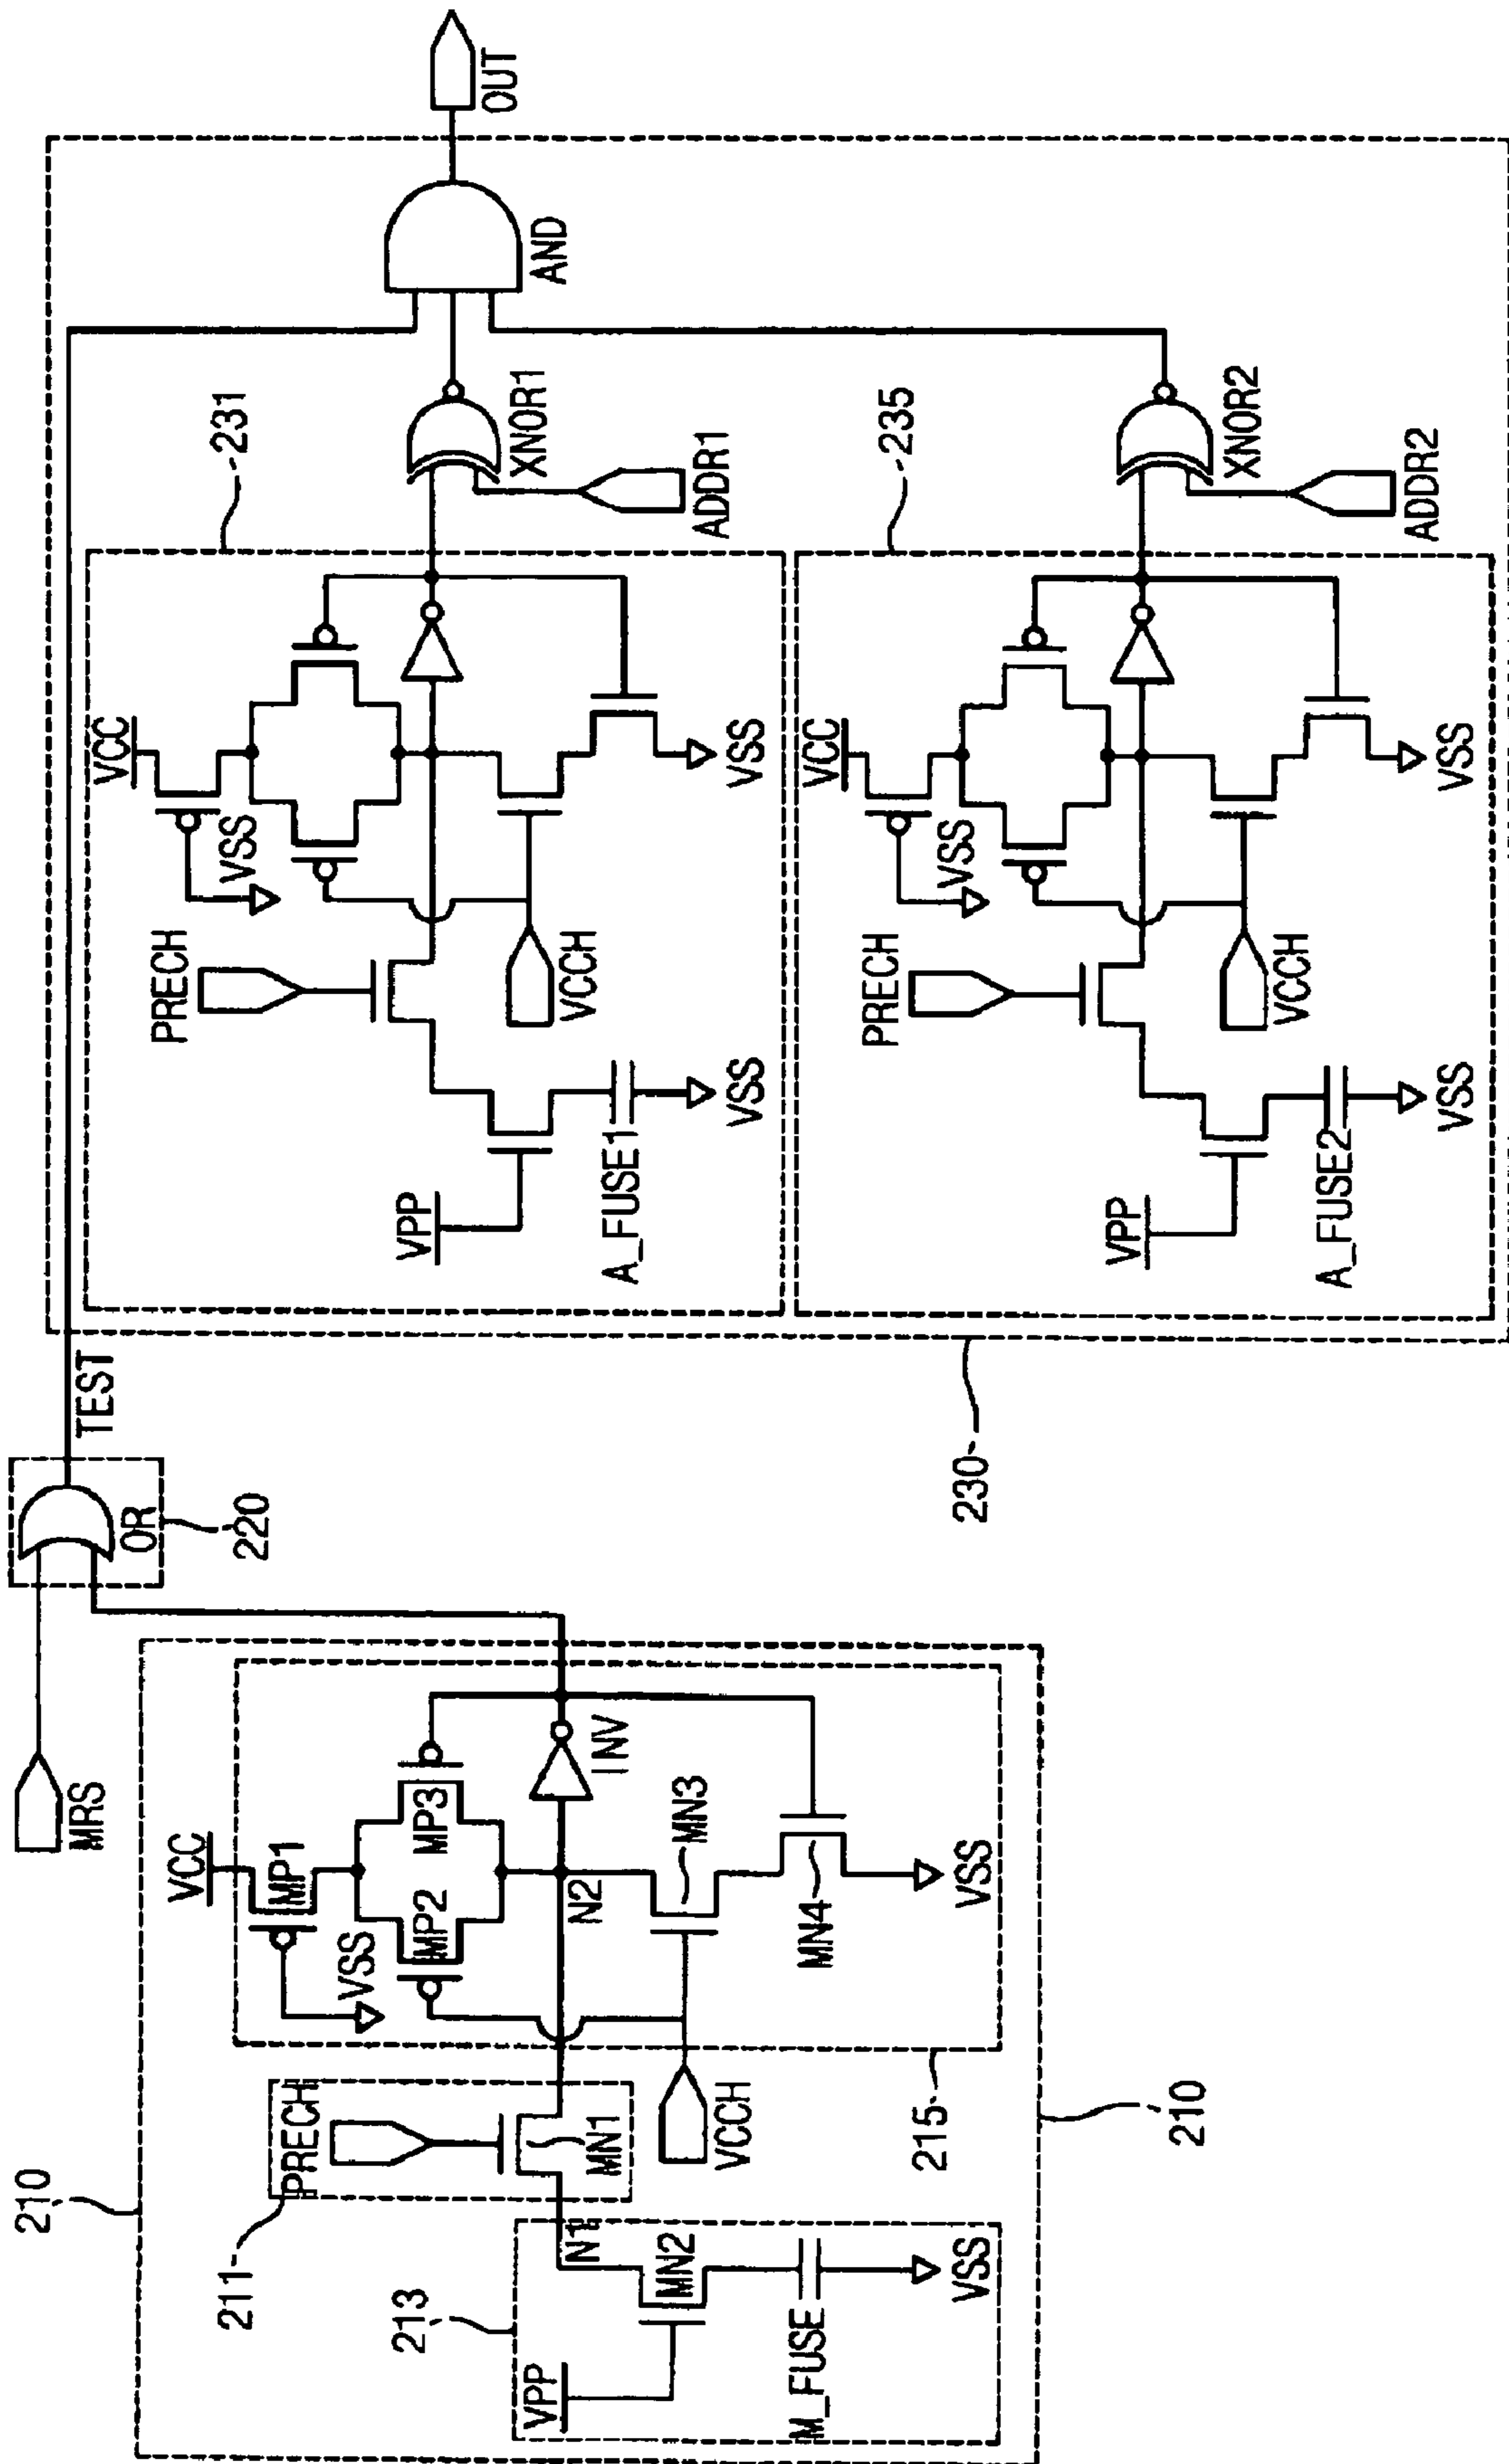 210
211
PRECH
MN1
213
VPP
N1
MN2
M_FUSE
VSS
VCC
MP1
VSS
MP2
MP3
N2
INV
MN3
MN4
VSS
VCCH
215
210
MRS
OR
220
TEST
230
231
VCC
VSS
PRECH
VCCH
VPP
A_FUSE1
VSS
VSS
XNOR1
ADDR1
235
VCC
VSS
PRECH
VCCH
VPP
A_FUSE2
VSS
VSS
XNOR2
ADDR2
AND
OUT